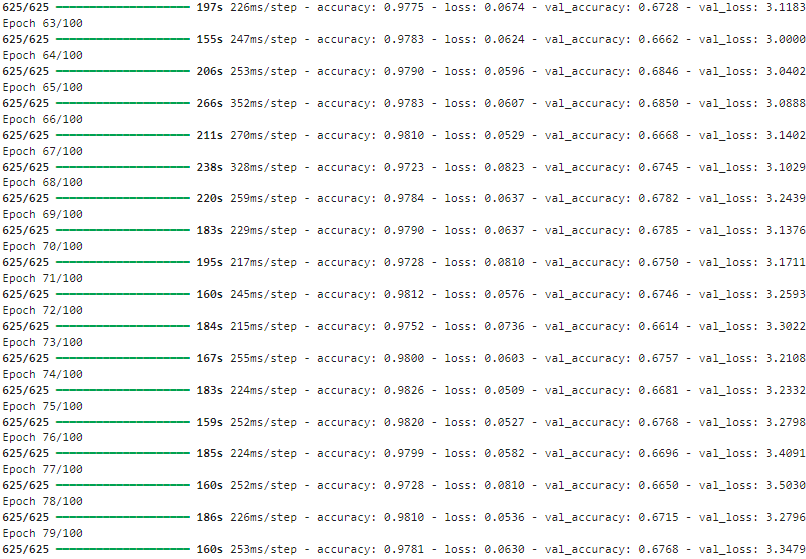 625/625 ━━━━━━━━━━━━━━━━━━━━ 197s 226ms/step - accuracy: 0.9775 - loss: 0.0674 - val_accuracy: 0.6728 - val_loss: 3.1183
Epoch 63/100
625/625 ━━━━━━━━━━━━━━━━━━━━ 155s 247ms/step - accuracy: 0.9783 - loss: 0.0624 - val_accuracy: 0.6662 - val_loss: 3.0000
Epoch 64/100
625/625 ━━━━━━━━━━━━━━━━━━━━ 206s 253ms/step - accuracy: 0.9790 - loss: 0.0596 - val_accuracy: 0.6846 - val_loss: 3.0402
Epoch 65/100
625/625 ━━━━━━━━━━━━━━━━━━━━ 266s 352ms/step - accuracy: 0.9783 - loss: 0.0607 - val_accuracy: 0.6850 - val_loss: 3.0888
Epoch 66/100
625/625 ━━━━━━━━━━━━━━━━━━━━ 211s 270ms/step - accuracy: 0.9810 - loss: 0.0529 - val_accuracy: 0.6668 - val_loss: 3.1402
Epoch 67/100
625/625 ━━━━━━━━━━━━━━━━━━━━ 238s 328ms/step - accuracy: 0.9723 - loss: 0.0823 - val_accuracy: 0.6745 - val_loss: 3.1029
Epoch 68/100
625/625 ━━━━━━━━━━━━━━━━━━━━ 220s 259ms/step - accuracy: 0.9784 - loss: 0.0637 - val_accuracy: 0.6782 - val_loss: 3.2439
Epoch 69/100
625/625 ━━━━━━━━━━━━━━━━━━━━ 183s 229ms/step - accuracy: 0.9790 - loss: 0.0637 - val_accuracy: 0.6785 - val_loss: 3.1376
Epoch 70/100
625/625 ━━━━━━━━━━━━━━━━━━━━ 195s 217ms/step - accuracy: 0.9728 - loss: 0.0810 - val_accuracy: 0.6750 - val_loss: 3.1711
Epoch 71/100
625/625 ━━━━━━━━━━━━━━━━━━━━ 160s 245ms/step - accuracy: 0.9812 - loss: 0.0576 - val_accuracy: 0.6746 - val_loss: 3.2593
Epoch 72/100
625/625 ━━━━━━━━━━━━━━━━━━━━ 184s 215ms/step - accuracy: 0.9752 - loss: 0.0736 - val_accuracy: 0.6614 - val_loss: 3.3022
Epoch 73/100
625/625 ━━━━━━━━━━━━━━━━━━━━ 167s 255ms/step - accuracy: 0.9800 - loss: 0.0603 - val_accuracy: 0.6757 - val_loss: 3.2108
Epoch 74/100
625/625 ━━━━━━━━━━━━━━━━━━━━ 183s 224ms/step - accuracy: 0.9826 - loss: 0.0509 - val_accuracy: 0.6681 - val_loss: 3.2332
Epoch 75/100
625/625 ━━━━━━━━━━━━━━━━━━━━ 159s 252ms/step - accuracy: 0.9820 - loss: 0.0527 - val_accuracy: 0.6768 - val_loss: 3.2798
Epoch 76/100
625/625 ━━━━━━━━━━━━━━━━━━━━ 185s 224ms/step - accuracy: 0.9799 - loss: 0.0582 - val_accuracy: 0.6696 - val_loss: 3.4091
Epoch 77/100
625/625 ━━━━━━━━━━━━━━━━━━━━ 160s 252ms/step - accuracy: 0.9728 - loss: 0.0810 - val_accuracy: 0.6650 - val_loss: 3.5030
Epoch 78/100
625/625 ━━━━━━━━━━━━━━━━━━━━ 186s 226ms/step - accuracy: 0.9810 - loss: 0.0536 - val_accuracy: 0.6715 - val_loss: 3.2796
Epoch 79/100
625/625 ━━━━━━━━━━━━━━━━━━━━ 160s 253ms/step - accuracy: 0.9781 - loss: 0.0630 - val_accuracy: 0.6768 - val_loss: 3.3479